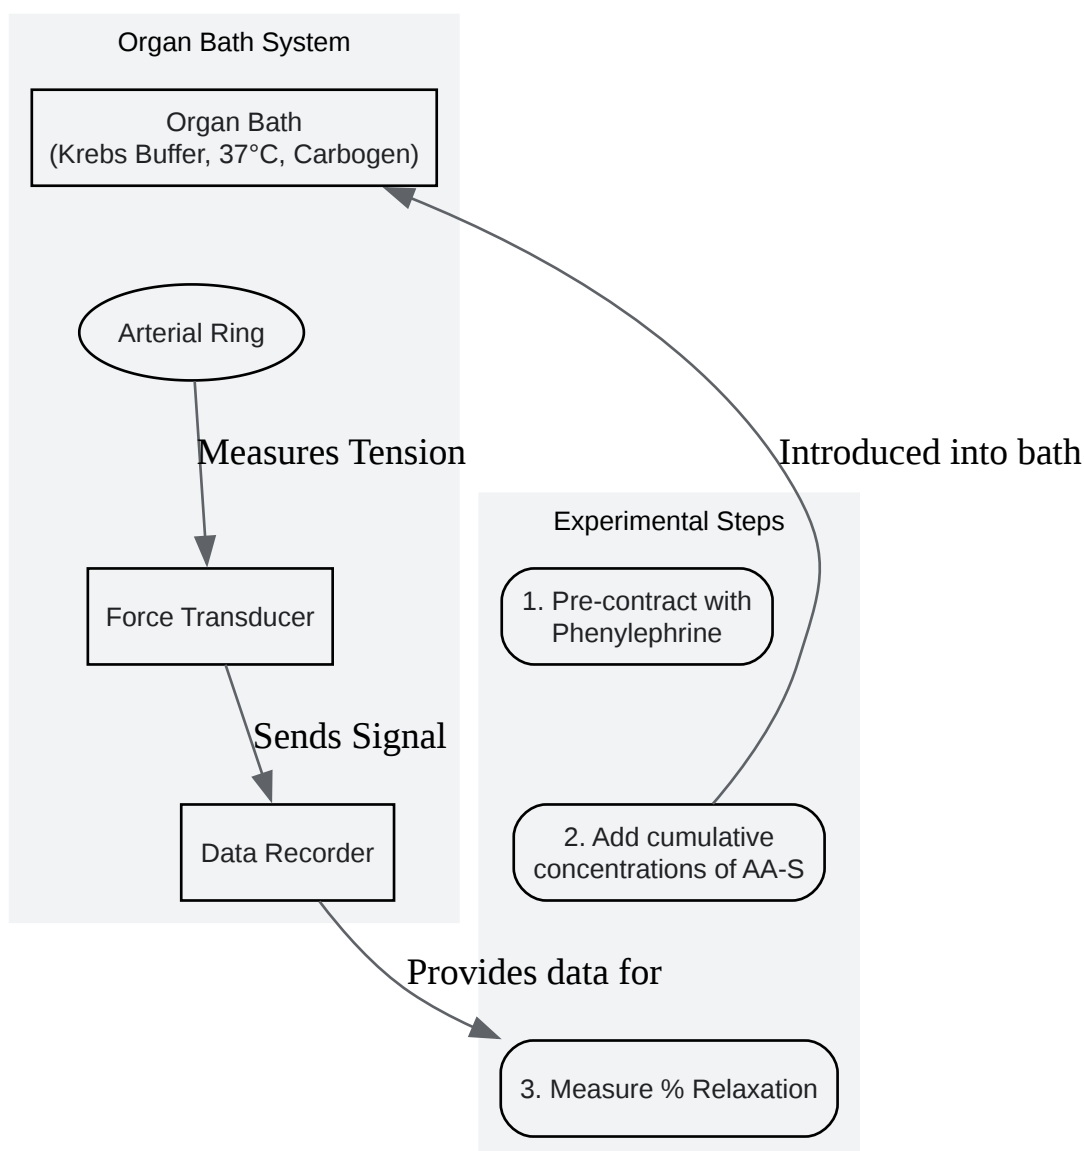 Organ Bath System
Organ Bath
(Krebs Buffer, 37°C, Carbogen)
Arterial Ring
Measures Tension
Introduced into bath
Experimental Steps
1. Pre-contract with
Phenylephrine
Force Transducer
Sends Signal
2. Add cumulative
concentrations of AA-S
Data Recorder
Provides data for
3. Measure % Relaxation